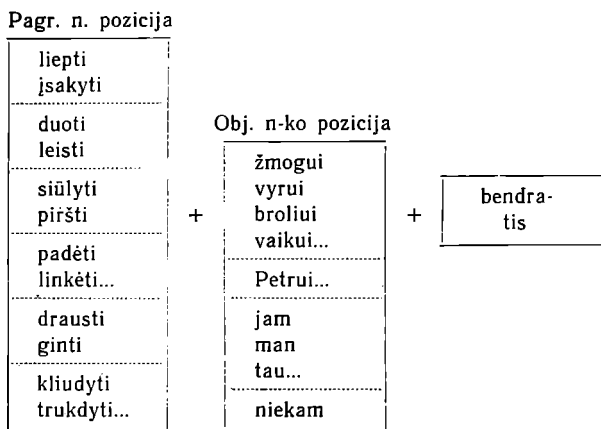 Pagr. n. pozicija
liepti
įsakyti
duoti
leisti
siūlyti
piršti
padėti
linkėti...
drausti
ginti
kliudyti
trukdyti...
+
Obj. n-ko pozicija
žmogui
vyrui
broliui
vaikui...
Petrui...
jam
man
tau...
niekam
+
bendra-
tis